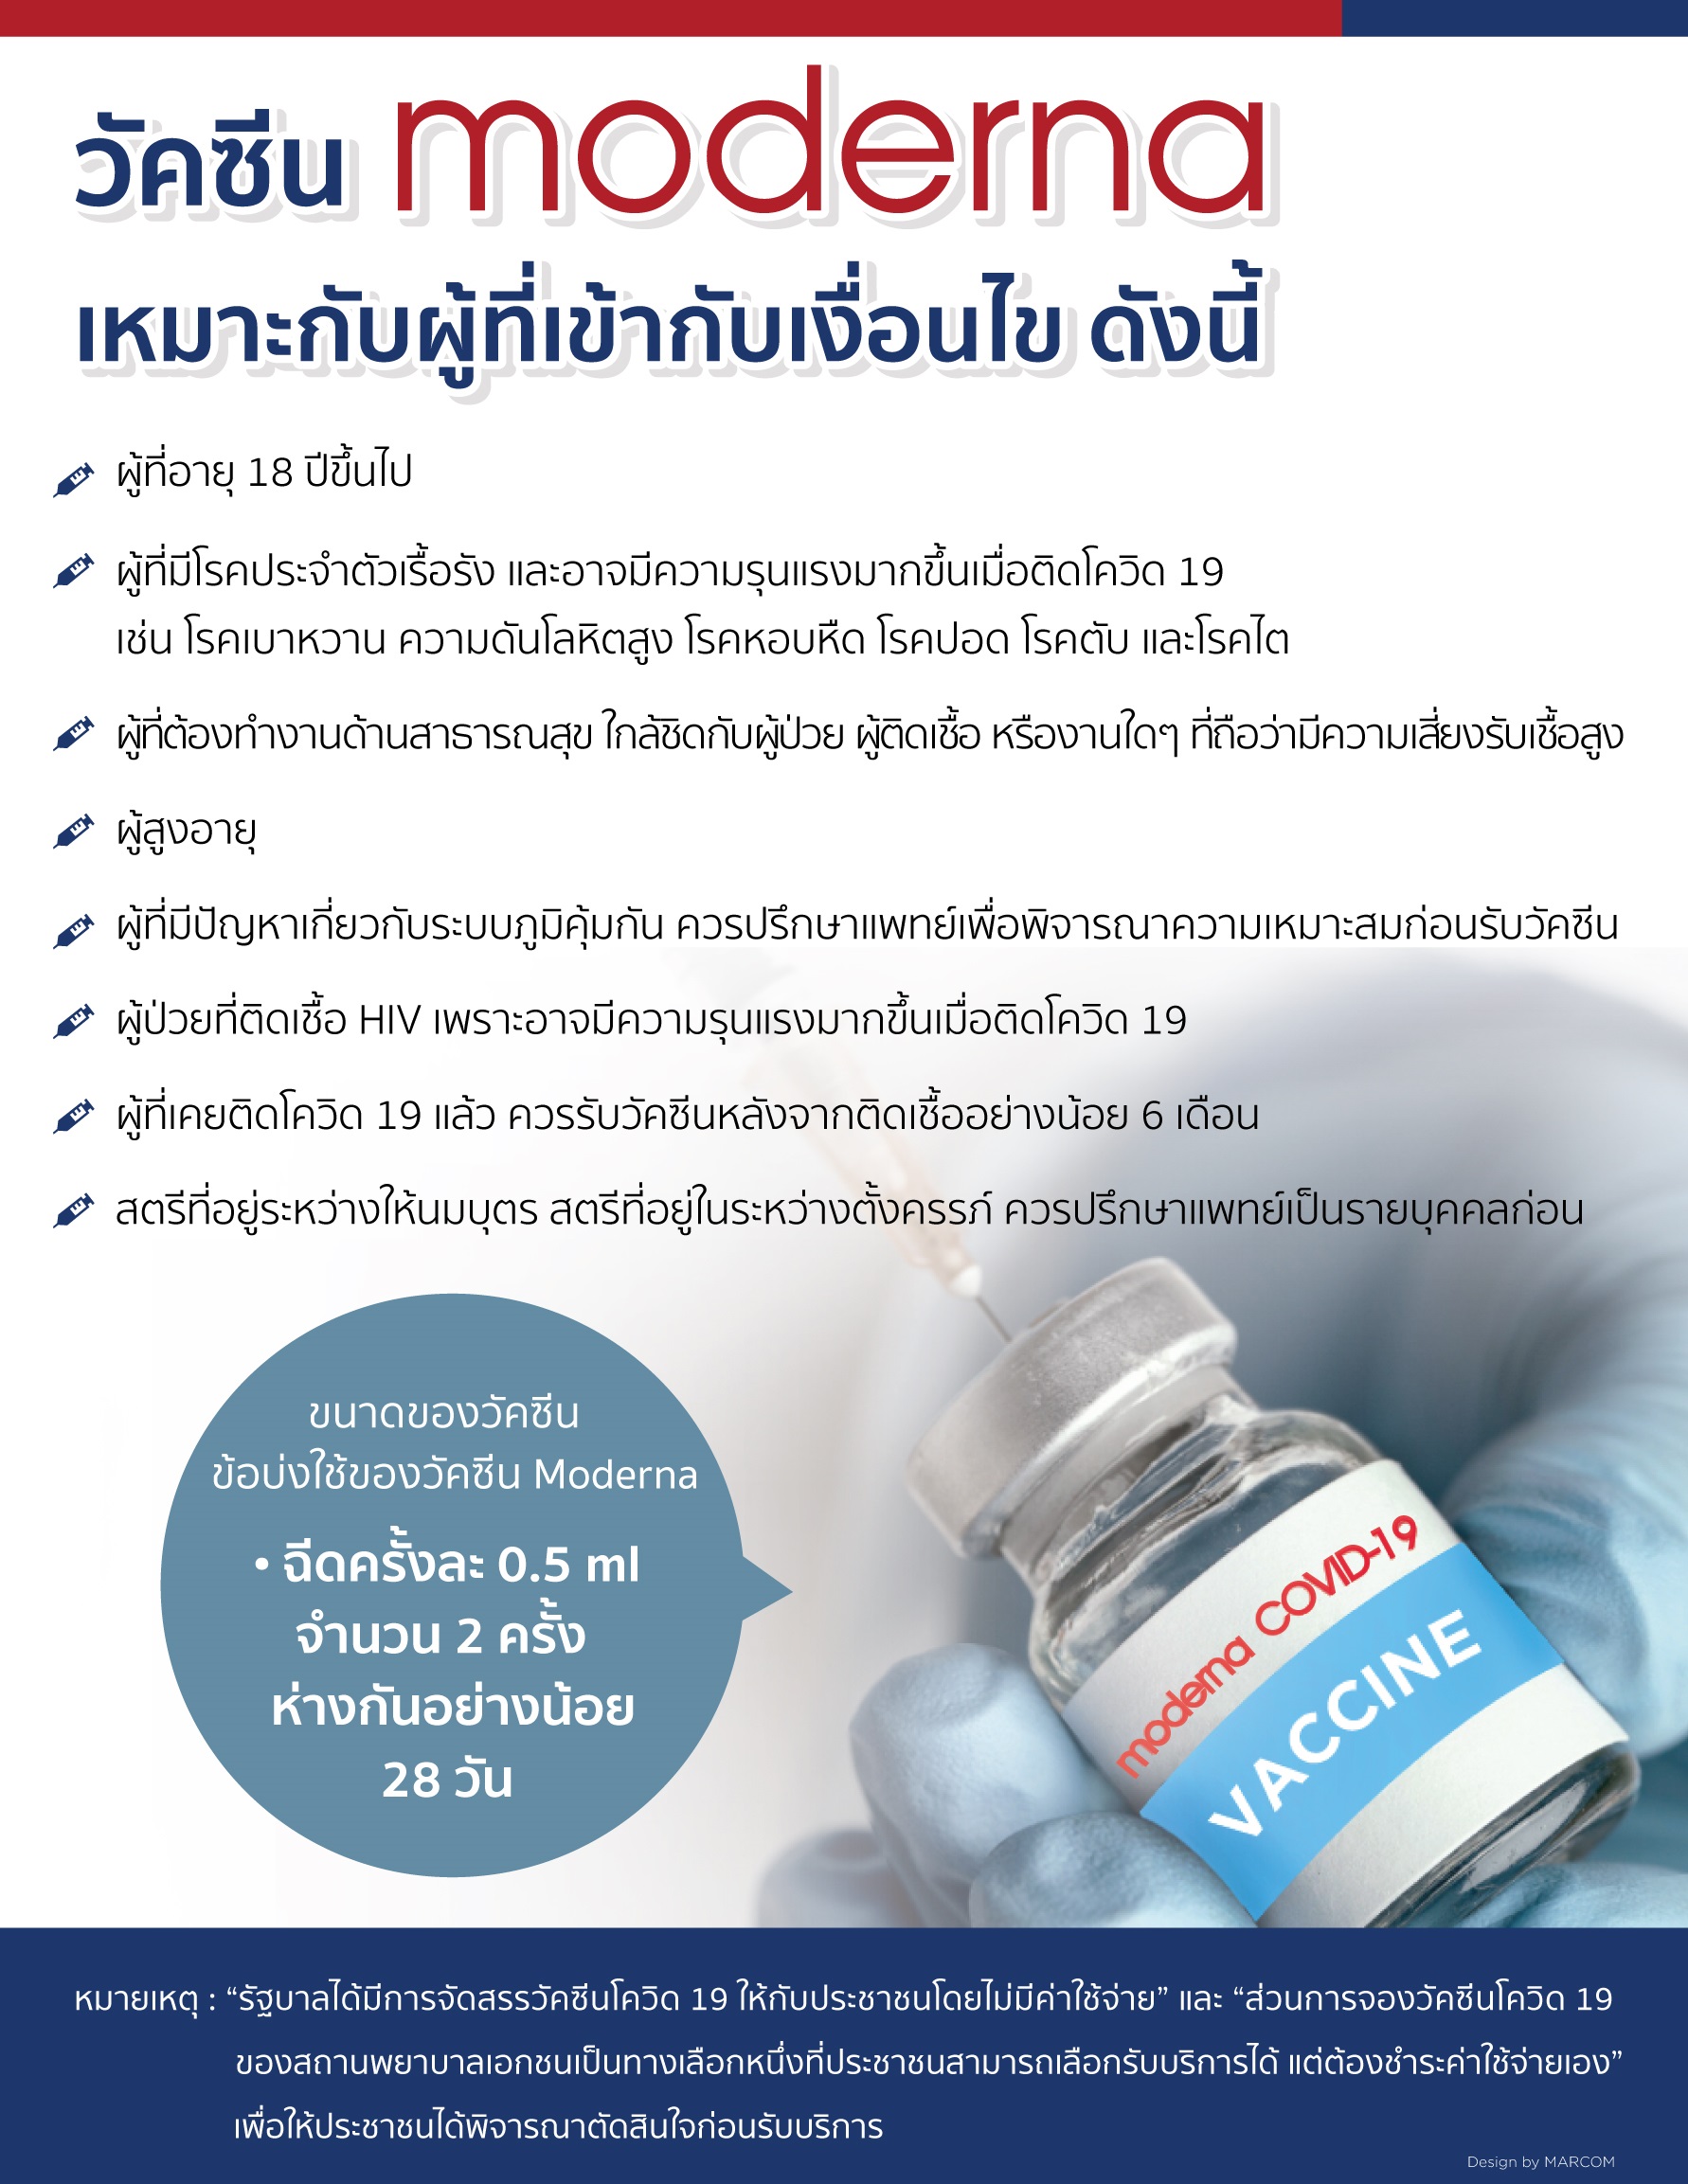 วัคซีน moderna
เหมาะกับผู้ที่เข้ากับเงื่อนไข ดังนี้
ผู้ที่อายุ 18 ปีขึ้นไป
ผู้ที่มีโรคประจำตัวเรื้อรัง และอาจมีความรุนแรงมากขึ้นเมื่อติดโควิด 19
เช่น โรคเบาหวาน ความดันโลหิตสูง โรคหอบหืด โรคปอด โรคตับ และโรคไต
ผู้ที่ต้องทำงานด้านสาธารณสุข ใกล้ชิดกับผู้ป่วย ผู้ติดเชื้อ หรืองานใดๆ ที่ถือว่ามีความเสี่ยงรับเชื้อสูง
ผู้สูงอายุ
ผู้ที่มีปัญหาเกี่ยวกับระบบภูมิคุ้มกัน ควรปรึกษาแพทย์เพื่อพิจารณาความเหมาะสมก่อนรับวัคซีน
ผู้ป่วยที่ติดเชื้อ HIV เพราะอาจมีความรุนแรงมากขึ้นเมื่อติดโควิด 19
ผู้ที่เคยติดโควิด 19 แล้ว ควรรับวัคซีนหลังจากติดเชื้ออย่างน้อย 6 เดือน
สตรีที่อยู่ระหว่างให้นมบุตร สตรีที่อยู่ในระหว่างตั้งครรภ์ ควรปรึกษาแพทย์เป็นรายบุคคลก่อน
ขนาดของวัคซีน
ข้อบ่งใช้ของวัคซีน Moderna
• ฉีดครั้งละ 0.5 ml
จำนวน 2 ครั้ง
ห่างกันอย่างน้อย
28 วัน
moderna COVID-19
VACCINE
หมายเหตุ : “รัฐบาลได้มีการจัดสรรวัคซีนโควิด 19 ให้กับประชาชนโดยไม่มีค่าใช้จ่าย” และ “ส่วนการจองวัคซีนโควิด 19
ของสถานพยาบาลเอกชนเป็นทางเลือกหนึ่งที่ประชาชนสามารถเลือกรับบริการได้ แต่ต้องชำระค่าใช้จ่ายเอง”
เพื่อให้ประชาชนได้พิจารณาตัดสินใจก่อนรับบริการ
Design by MARCOM